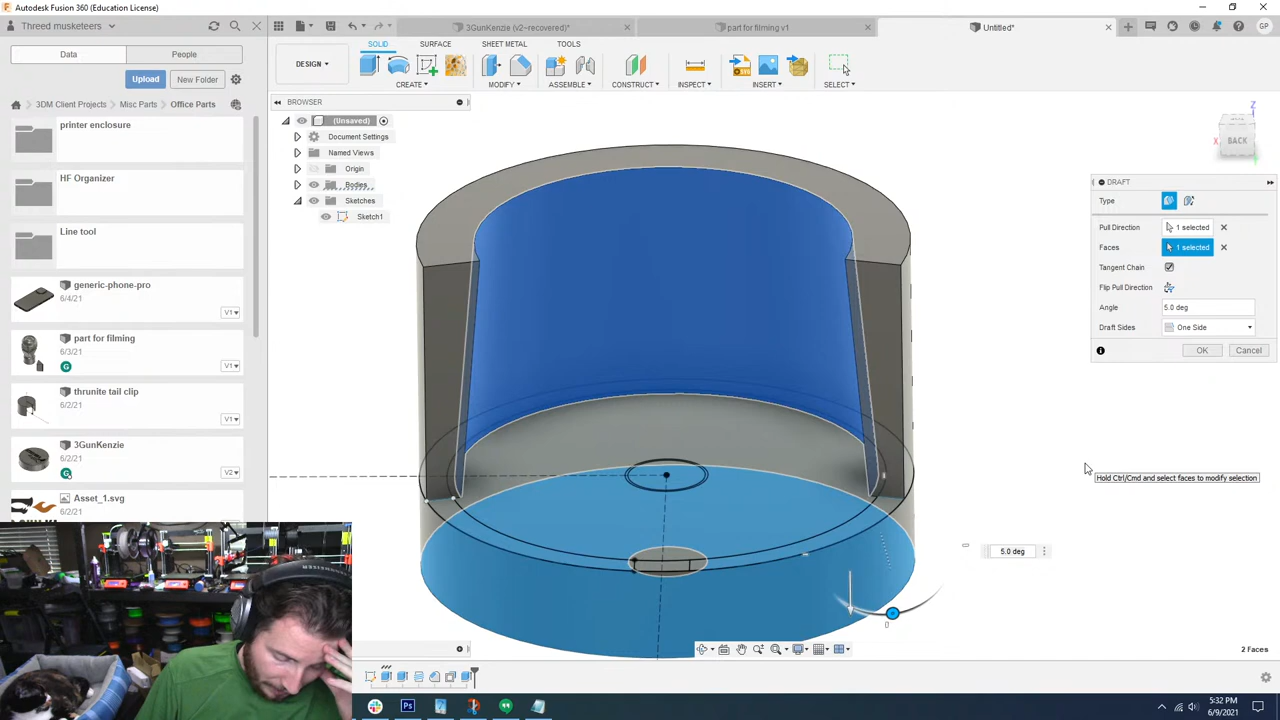 Autodesk Fusion 360 (Education License)
Threed musketeers
3GunKenzie (v2~recovered)*
part for filming v1
Untitled*
GP
Data
People
SOLID
SURFACE
SHEET METAL
TOOLS
Upload
New Folder
DESIGN
CREATE
MODIFY
ASSEMBLE
CONSTRUCT
INSPECT
INSERT
SELECT
3DM Client Projects
Misc Parts
Office Parts
BROWSER
printer enclosure
HF Organizer
Line tool
generic-phone-pro
6/4/21
V1
part for filming
6/3/21
G
V1
thrunite tail clip
6/2/21
V1
3GunKenzie
6/2/21
G
V2
Asset_1.svg
6/2/21
(Unsaved)
Document Settings
Named Views
Origin
Bodies
Sketches
Sketch1
Z
X
BACK
DRAFT
Type
Pull Direction
1 selected
Faces
1 selected
Tangent Chain
Flip Pull Direction
Angle
5.0 deg
Draft Sides
One Side
OK
Cancel
Hold Ctrl/Cmd and select faces to modify selection
5.0 deg
2 Faces
Ps
5:32 PM
6/9/2021